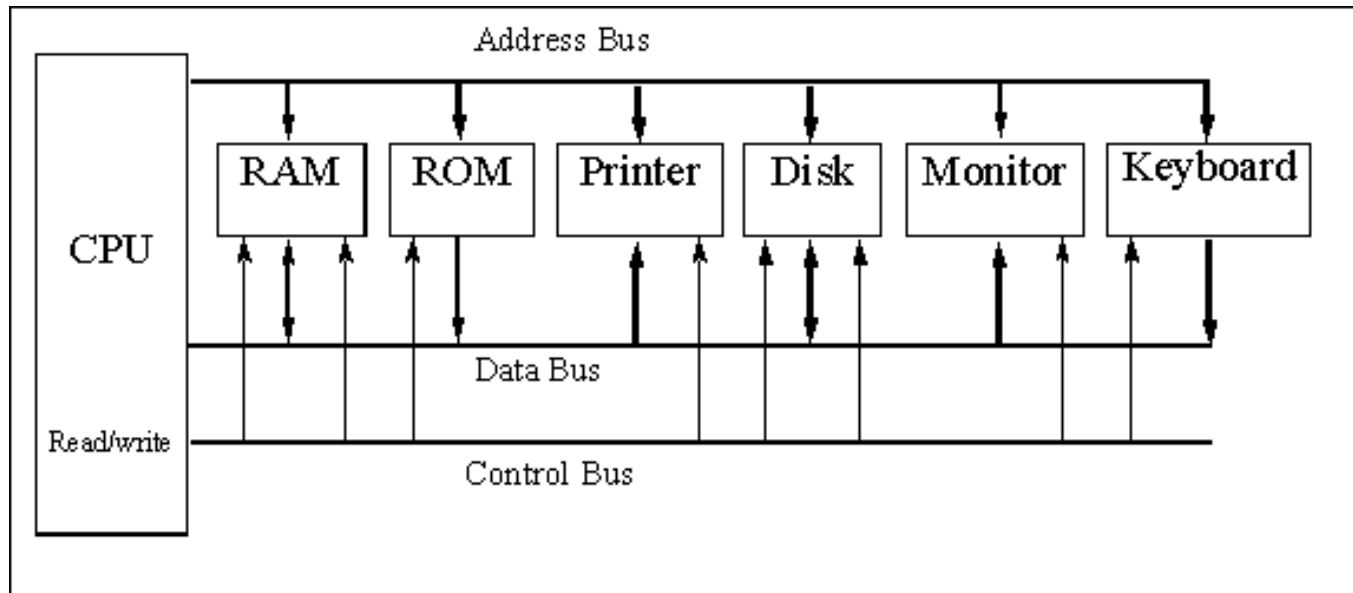 Address Bus
RAM
ROM
Printer
Disk
Monitor
Keyboard
CPU
Data Bus
Read/write
Control Bus